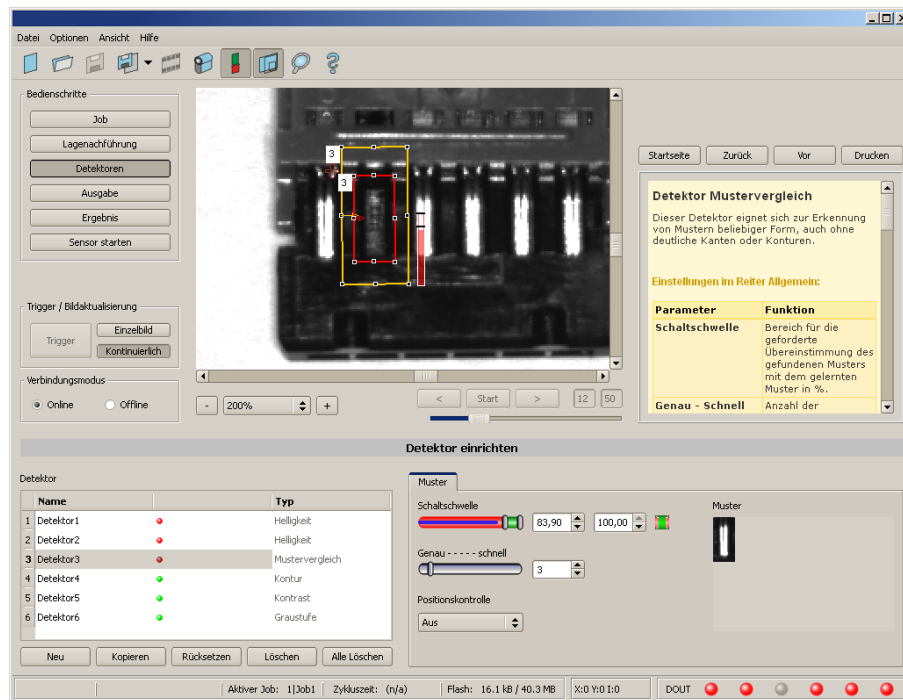 Datei Optionen Ansicht Hilfe
Bedienschritte
Job
Lagenachführung
Detektoren
Ausgabe
Ergebnis
Sensor starten
Trigger / Bildaktualisierung
Trigger
Einzelbild
Kontinuierlich
Verbindungsmodus
Online Offline
3
3
- 200% +
< Start > 12 50
Startseite Zurück Vor Drucken
Detektor Mustervergleich
Dieser Detektor eignet sich zur Erkennung
von Mustern beliebiger Form, auch ohne
deutliche Kanten oder Konturen.
Einstellungen im Reiter Allgemein:
Parameter Funktion
Schaltschwelle Bereich für die
geforderte
Übereinstimmung des
gefundenen Musters
mit dem gelernten
Muster in %.
Genau - Schnell Anzahl der
Detektor einrichten
Detektor
Name Typ
1 Detektor1 Helligkeit
2 Detektor2 Helligkeit
3 Detektor3 Mustervergleich
4 Detektor4 Kontur
5 Detektor5 Kontrast
6 Detektor6 Graustufe
Neu Kopieren Rücksetzen Löschen Alle Löschen
Muster
Schaltschwelle
83,90 100,00
Genau - - - - - schnell
3
Positionskontrolle
Aus
Muster
Aktiver Job: 1|Job1 Zykluszeit: (n/a) Flash: 16.1 kB / 40.3 MB X:0 Y:0 I:0 DOUT